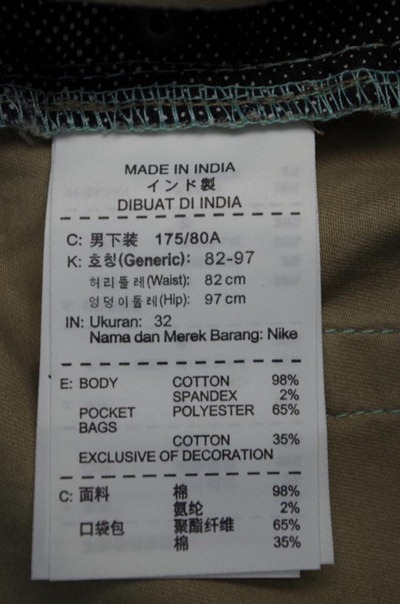 MADE IN INDIA
インド製
DIBUAT DI INDIA
C: 男下装 175/80A
K: 호칭(Generic): 82-97
허리둘레(Waist): 82 cm
엉덩이둘레(Hip): 97 cm
IN: Ukuran: 32
Nama dan Merek Barang: Nike
E: BODY COTTON 98%
SPANDEX 2%
POCKET POLYESTER 65%
BAGS
COTTON 35%
EXCLUSIVE OF DECORATION
C: 面料 棉 98%
氨纶 2%
口袋包 聚酯纤维 65%
棉 35%